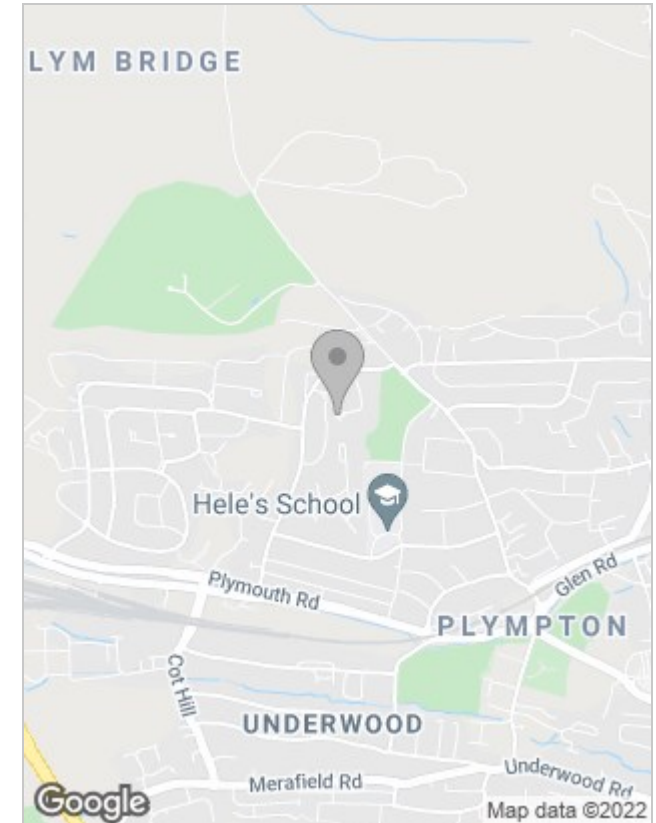 LYM BRIDGE
Hele's School
Plymouth Rd
Glen Rd
PLYMPTON
Cot Hill
UNDERWOOD
Merafield Rd
Underwood Rd
Google
Map data ©2022